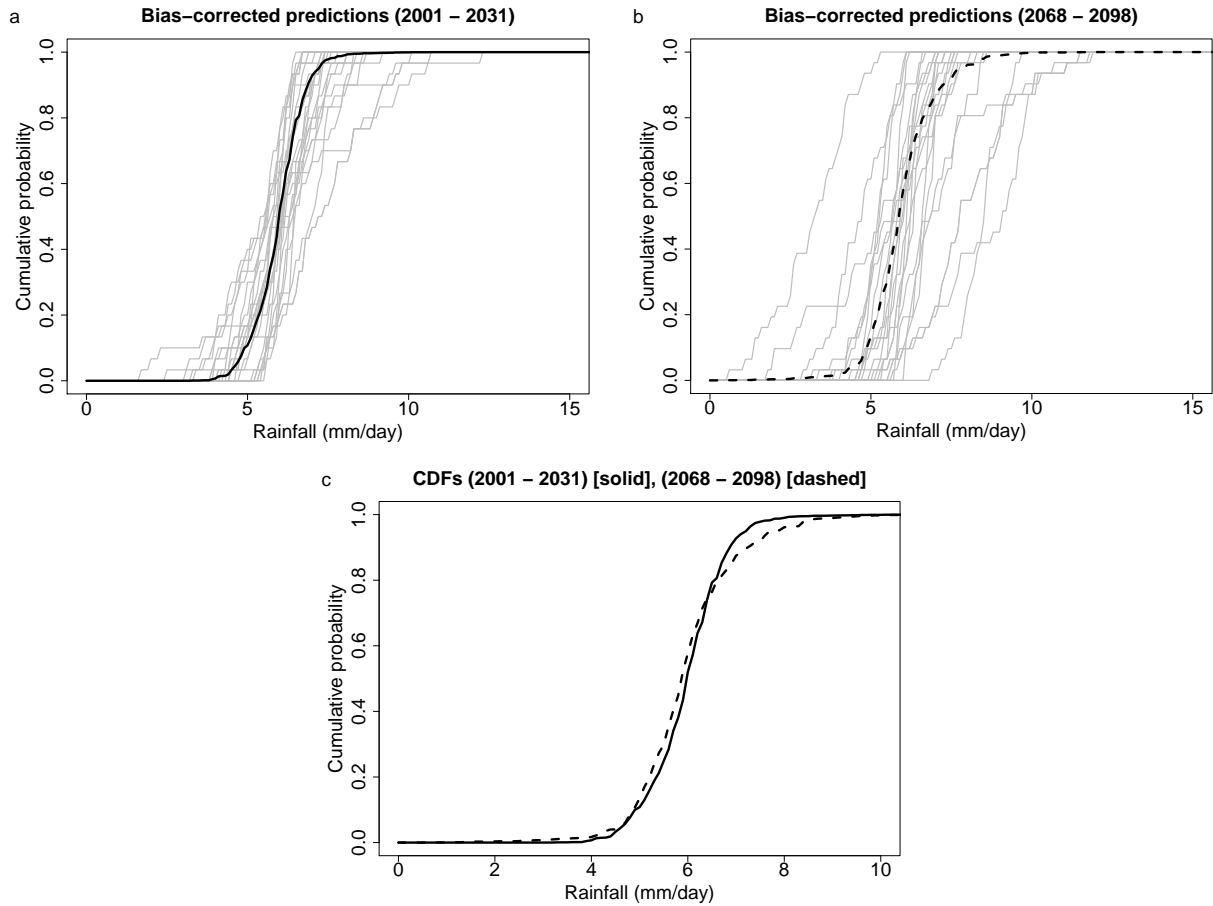 a
Bias−corrected predictions (2001 − 2031)
Cumulative probability
0.0 0.2 0.4 0.6 0.8 1.0
0 5 10 15
Rainfall (mm/day)
b
Bias−corrected predictions (2068 − 2098)
Cumulative probability
0.0 0.2 0.4 0.6 0.8 1.0
0 5 10 15
Rainfall (mm/day)
c
CDFs (2001 − 2031) [solid], (2068 − 2098) [dashed]
Cumulative probability
0.0 0.2 0.4 0.6 0.8 1.0
0 2 4 6 8 10
Rainfall (mm/day)